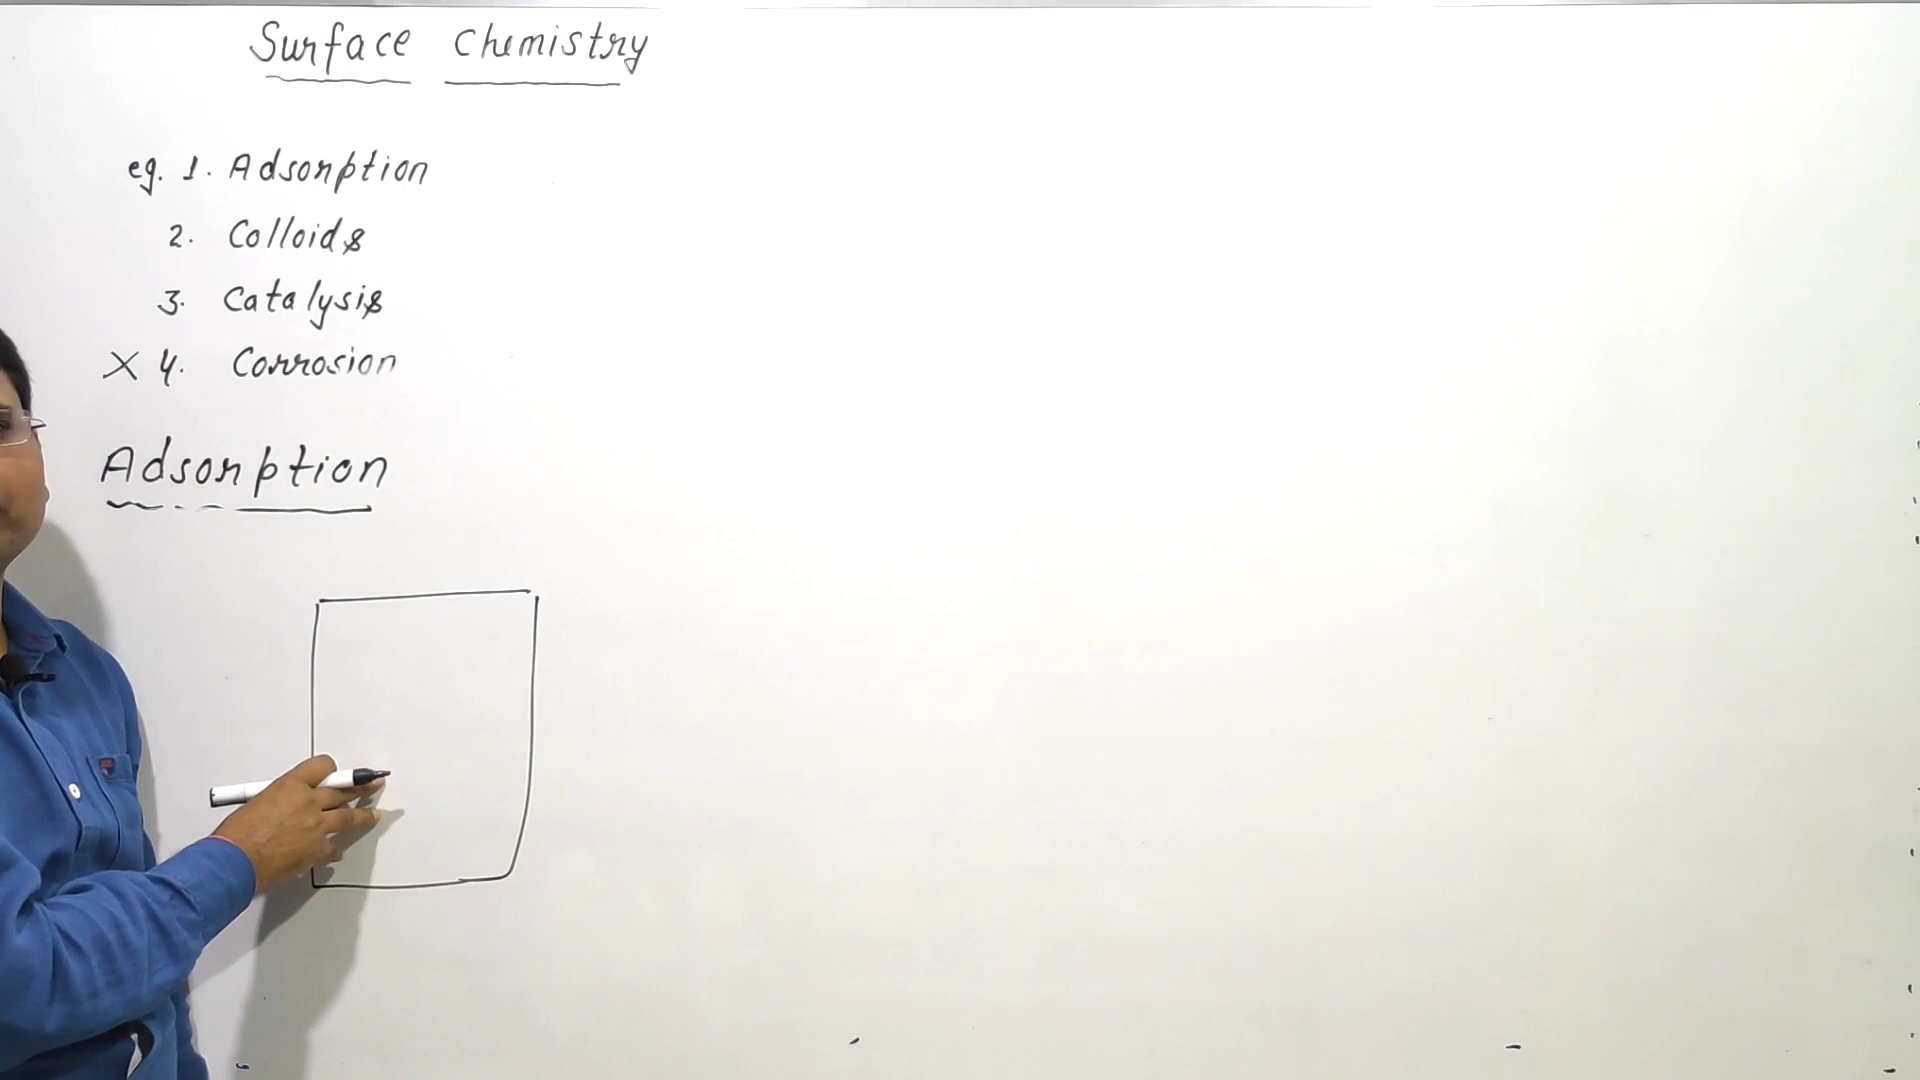 Surface Chemistry
eg. 1. Adsorption
2. Colloids
3. Catalysis
X 4. Corrosion
Adsorption